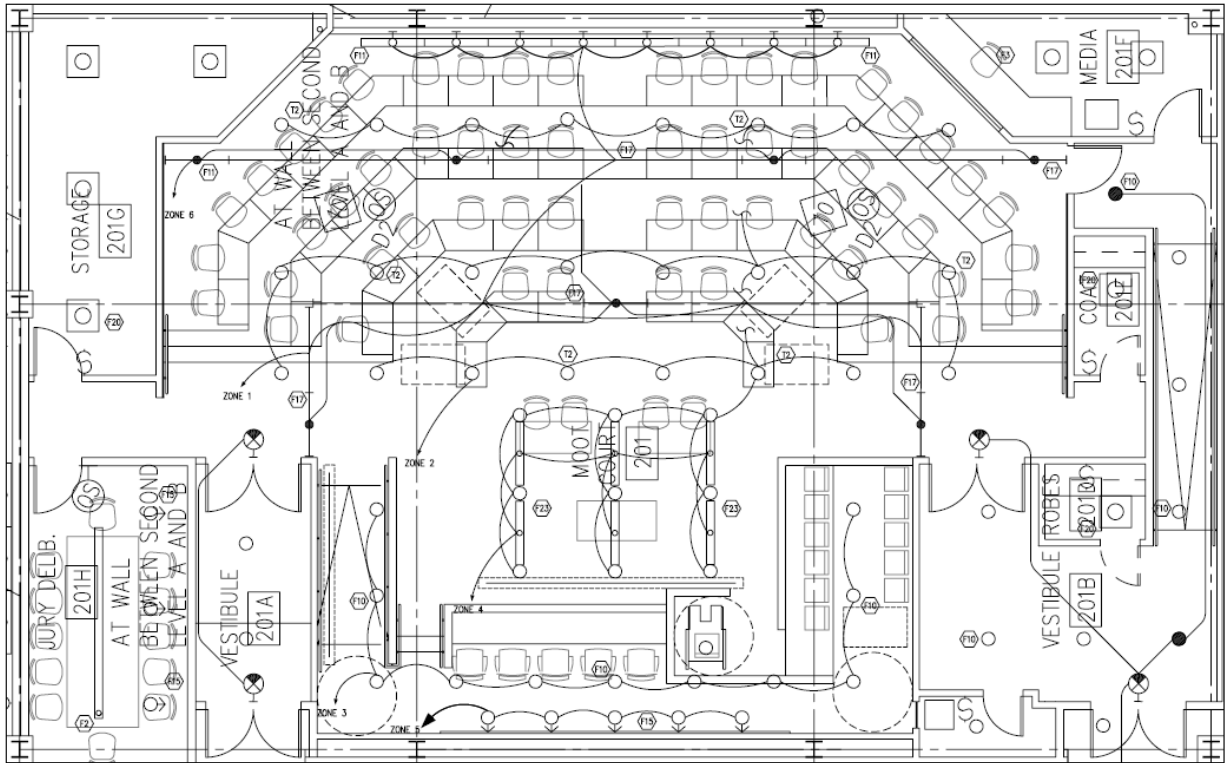 F11
F11
R3
MEDIA
201F
S
T2
T2
F17
F11
F17
F10
ZONE 6
AT WALL
BETWEEN SECOND
LEVEL A AND B
D2
OS
D2
OS
STORAGE
201G
F20
S
T2
T2
F17
COAT
F20
S
T2
T2
ZONE 1
F17
F17
ZONE 2
MOOT
COURT
201
F23
F23
JURY DELIB.
201H
OS
AT WALL
BETWEEN SECOND
LEVEL A AND B
F15
F2
VESTIBULE
201A
ROBES
201D
S
F10
VESTIBULE
201B
F10
F10
F10
ZONE 4
F10
ZONE 3
ZONE 5
F15
S